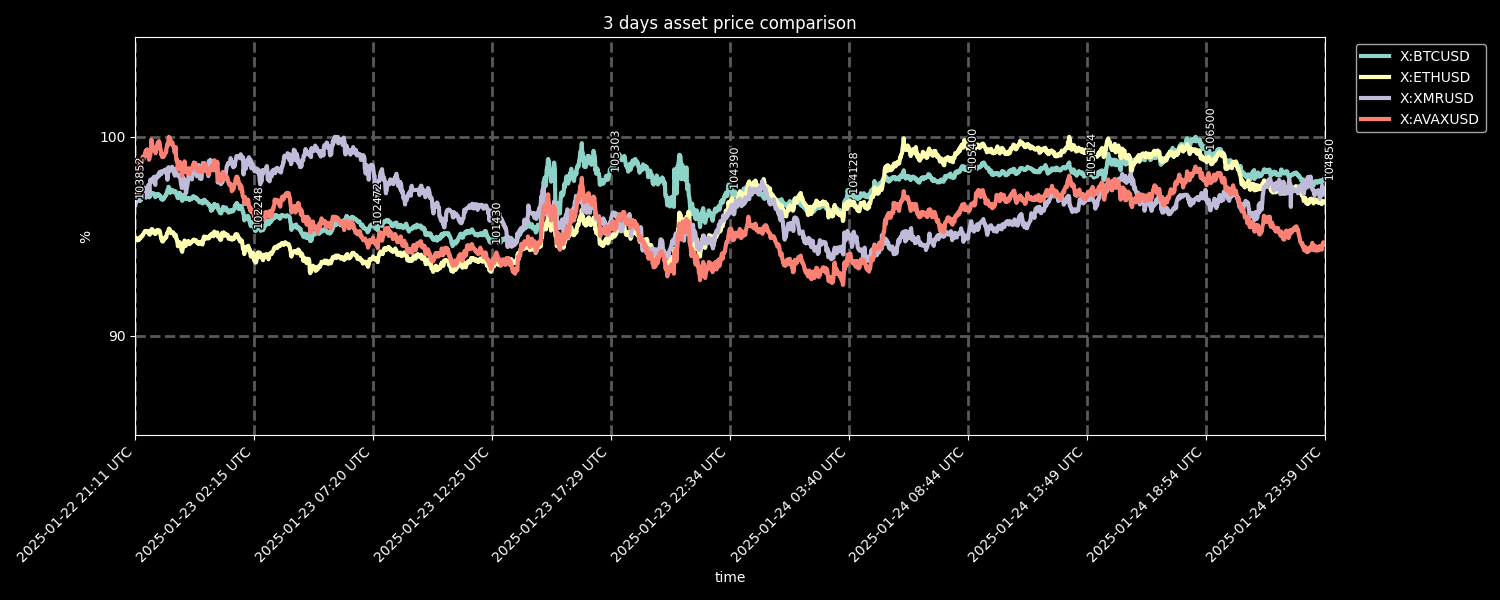 3 days asset price comparison
X:BTCUSD
X:ETHUSD
X:XMRUSD
X:AVAXUSD
%
100
90
103852
102248
102472
101430
105303
104390
104128
105400
105124
106500
104850
2025-01-22 21:11 UTC
2025-01-23 02:15 UTC
2025-01-23 07:20 UTC
2025-01-23 12:25 UTC
2025-01-23 17:29 UTC
2025-01-23 22:34 UTC
2025-01-24 03:40 UTC
2025-01-24 08:44 UTC
2025-01-24 13:49 UTC
2025-01-24 18:54 UTC
2025-01-24 23:59 UTC
time